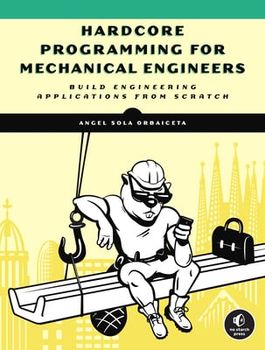 HARDCORE
PROGRAMMING FOR
MECHANICAL ENGINEERS
BUILD ENGINEERING
APPLICATIONS FROM SCRATCH
ANGEL SOLA ORBAICETA
no starch
press